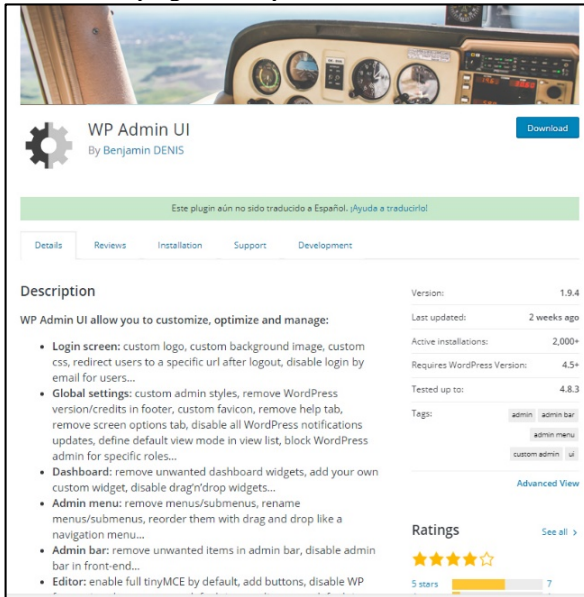 WP Admin UI
By Benjamin DENIS
Download
Este plugin aún no sido traducido a Español. ¡Ayuda a traducirlo!
Details Reviews Installation Support Development
Description
WP Admin UI allow you to customize, optimize and manage:
• Login screen: custom logo, custom background image, custom
css, redirect users to a specific url after logout, disable login by
email for users...
• Global settings: custom admin styles, remove WordPress
version/credits in footer, custom favicon, remove help tab,
remove screen options tab, disable all WordPress notifications
updates, define default view mode in view list, block WordPress
admin for specific roles...
• Dashboard: remove unwanted dashboard widgets, add your own
custom widget, disable drag'n'drop widgets...
• Admin menu: remove menus/submenus, rename
menus/submenus, reorder them with drag and drop like a
navigation menu...
• Admin bar: remove unwanted items in admin bar, disable admin
bar in front-end...
• Editor: enable full tinyMCE by default, add buttons, disable WP
Version: 1.9.4
Last updated: 2 weeks ago
Active installations: 2,000+
Requires WordPress Version: 4.5+
Tested up to: 4.8.3
Tags: admin admin bar
admin menu
custom admin ui
Advanced View
Ratings See all >
5 stars 7